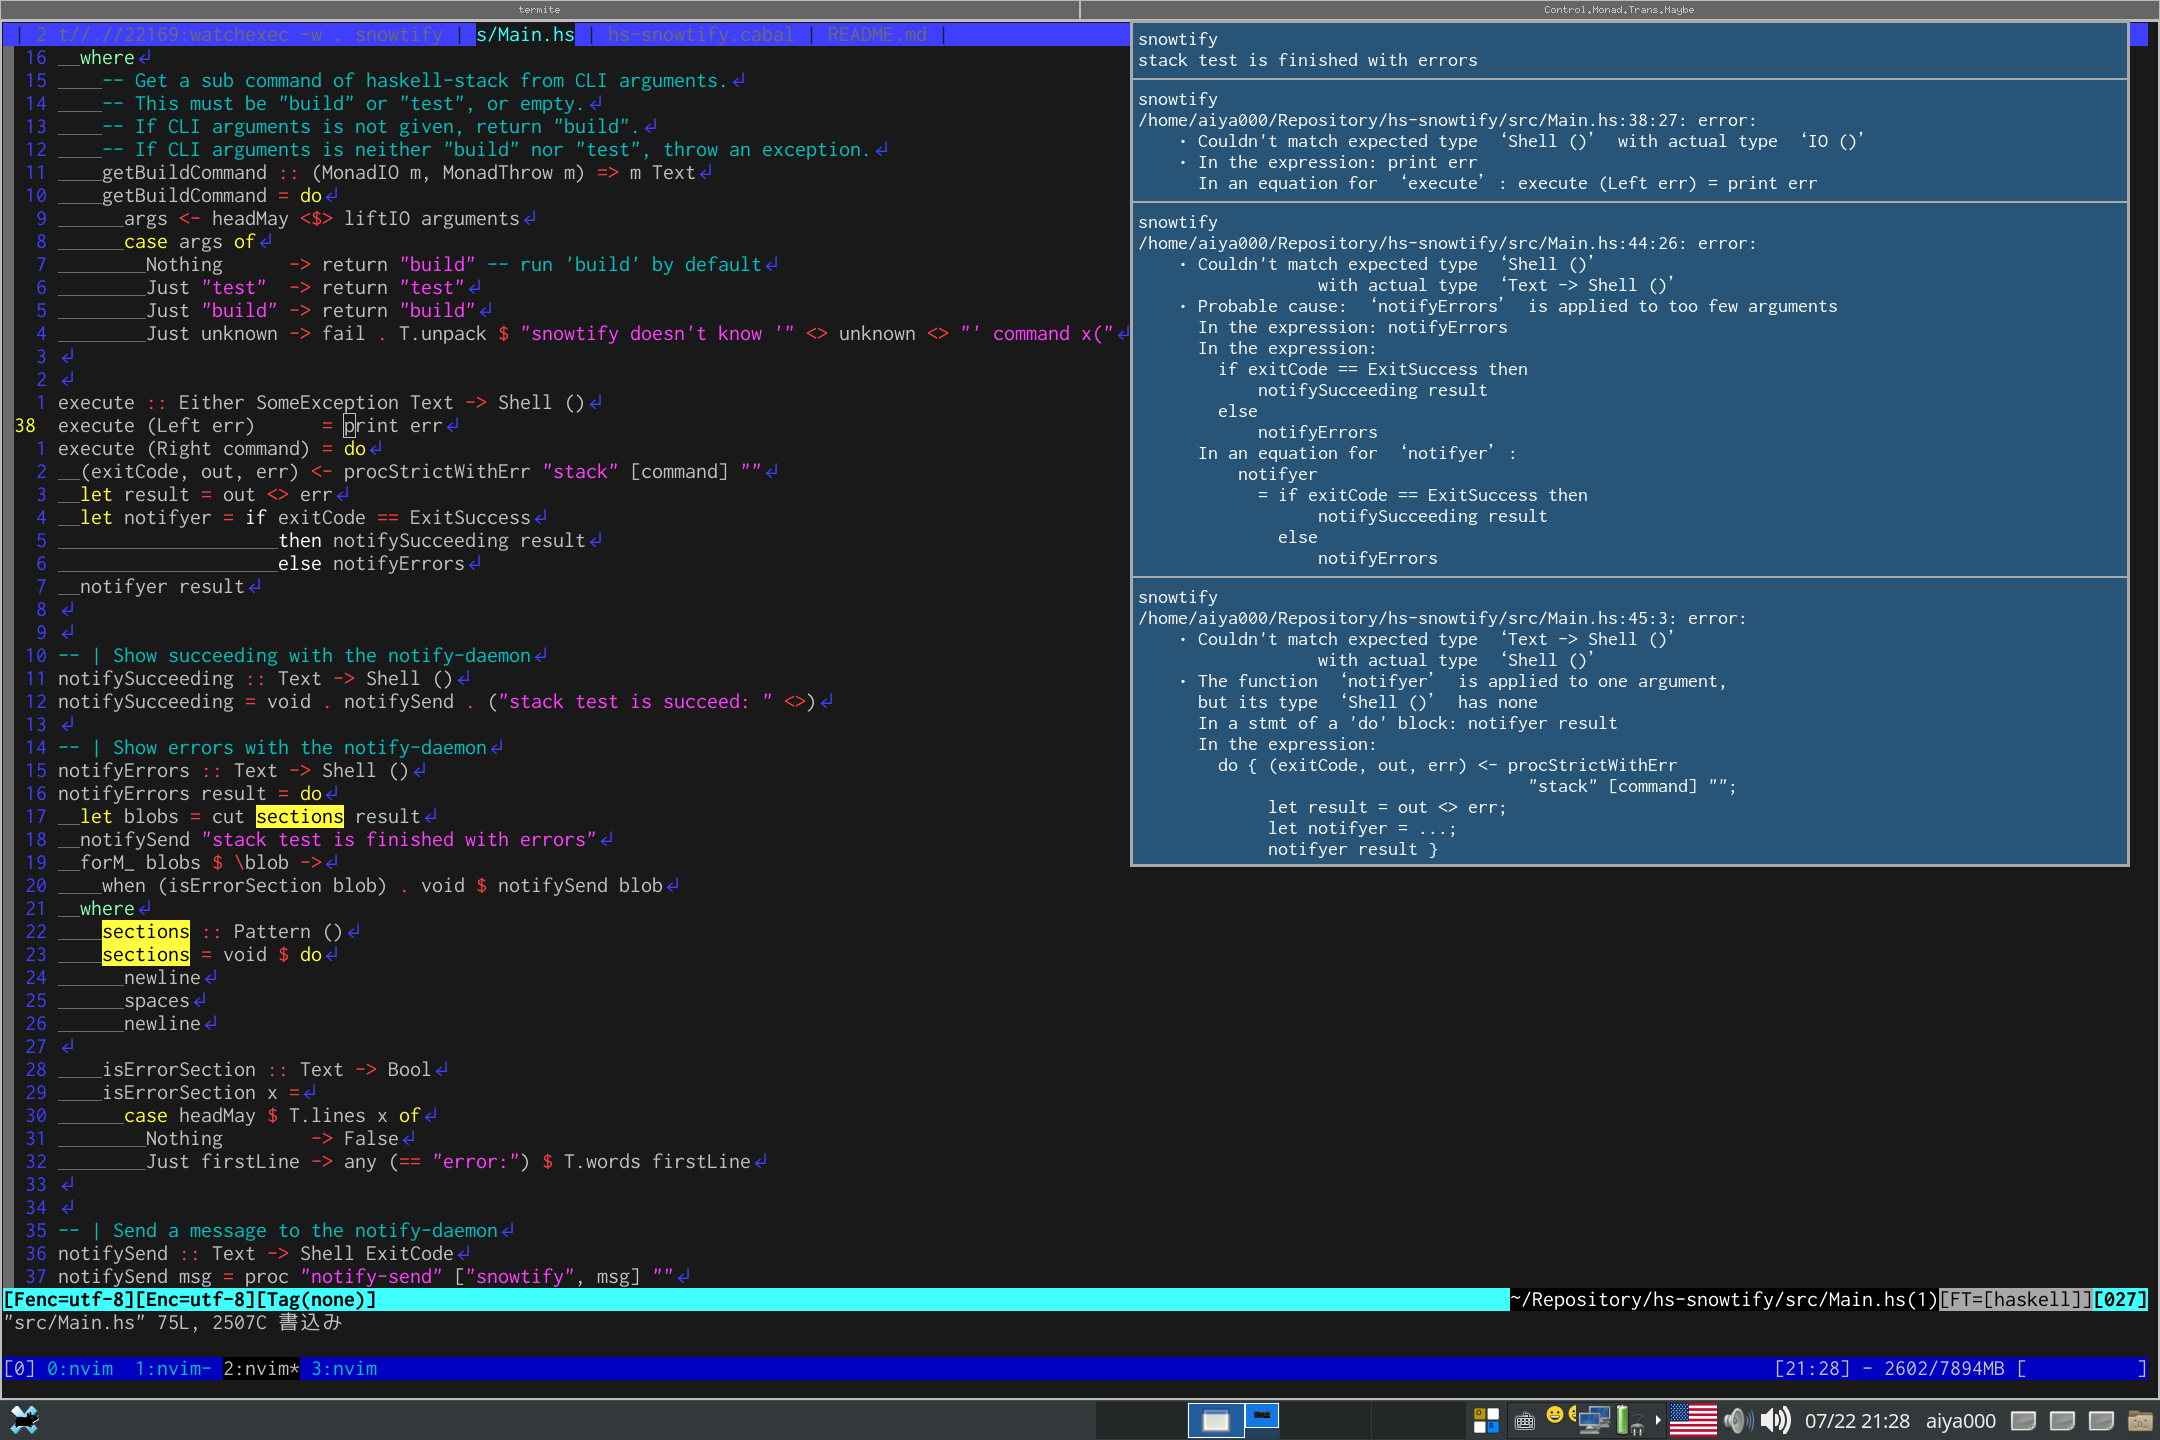 termite
Control.Monad.Trans.Maybe
| 2 t//.//22169:watchexec -w . snowtify | s/Main.hs | hs-snowtify.cabal | README.md |
16 __where↲
15 ____-- Get a sub command of haskell-stack from CLI arguments.↲
14 ____-- This must be "build" or "test", or empty.↲
13 ____-- If CLI arguments is not given, return "build".↲
12 ____-- If CLI arguments is neither "build" nor "test", throw an exception.↲
11 ____getBuildCommand :: (MonadIO m, MonadThrow m) => m Text↲
10 ____getBuildCommand = do↲
9 ______args <- headMay <$> liftIO arguments↲
8 ______case args of↲
7 ________Nothing      -> return "build" -- run 'build' by default↲
6 ________Just "test"  -> return "test"↲
5 ________Just "build" -> return "build"↲
4 ________Just unknown -> fail . T.unpack $ "snowtify doesn't know '" <> unknown <> "' command x("↲
3 ↲
2 ↲
1 execute :: Either SomeException Text -> Shell ()↲
38 execute (Left err)      = print err↲
1 execute (Right command) = do↲
2 __(exitCode, out, err) <- procStrictWithErr "stack" [command] ""↲
3 __let result = out <> err↲
4 __let notifyer = if exitCode == ExitSuccess↲
5 ____________________then notifySucceeding result↲
6 ____________________else notifyErrors↲
7 __notifyer result↲
8 ↲
9 ↲
10 -- | Show succeeding with the notify-daemon↲
11 notifySucceeding :: Text -> Shell ()↲
12 notifySucceeding = void . notifySend . ("stack test is succeed: " <>)↲
13 ↲
14 -- | Show errors with the notify-daemon↲
15 notifyErrors :: Text -> Shell ()↲
16 notifyErrors result = do↲
17 __let blobs = cut sections result↲
18 __notifySend "stack test is finished with errors"↲
19 __forM_ blobs $ \blob ->↲
20 ____when (isErrorSection blob) . void $ notifySend blob↲
21 __where↲
22 ____sections :: Pattern ()↲
23 ____sections = void $ do↲
24 ______newline↲
25 ______spaces↲
26 ______newline↲
27 ↲
28 ____isErrorSection :: Text -> Bool↲
29 ____isErrorSection x =↲
30 ______case headMay $ T.lines x of↲
31 ________Nothing        -> False↲
32 ________Just firstLine -> any (== "error:") $ T.words firstLine↲
33 ↲
34 ↲
35 -- | Send a message to the notify-daemon↲
36 notifySend :: Text -> Shell ExitCode↲
37 notifySend msg = proc "notify-send" ["snowtify", msg] ""↲
[Fenc=utf-8][Enc=utf-8][Tag(none)] ~/Repository/hs-snowtify/src/Main.hs(1)[FT=[haskell]][027]
"src/Main.hs" 75L, 2507C 書込み
[0] 0:nvim  1:nvim- 2:nvim* 3:nvim [21:28] - 2602/7894MB [          ]
snowtify
stack test is finished with errors
snowtify
/home/aiya000/Repository/hs-snowtify/src/Main.hs:38:27: error:
• Couldn't match expected type ‘Shell ()’ with actual type ‘IO ()’
• In the expression: print err
In an equation for ‘execute’: execute (Left err) = print err
snowtify
/home/aiya000/Repository/hs-snowtify/src/Main.hs:44:26: error:
• Couldn't match expected type ‘Shell ()’
with actual type ‘Text -> Shell ()’
• Probable cause: ‘notifyErrors’ is applied to too few arguments
In the expression: notifyErrors
In the expression:
if exitCode == ExitSuccess then
notifySucceeding result
else
notifyErrors
In an equation for ‘notifyer’:
notifyer
= if exitCode == ExitSuccess then
notifySucceeding result
else
notifyErrors
snowtify
/home/aiya000/Repository/hs-snowtify/src/Main.hs:45:3: error:
• Couldn't match expected type ‘Text -> Shell ()’
with actual type ‘Shell ()’
• The function ‘notifyer’ is applied to one argument,
but its type ‘Shell ()’ has none
In a stmt of a 'do' block: notifyer result
In the expression:
do { (exitCode, out, err) <- procStrictWithErr
"stack" [command] "";
let result = out <> err;
let notifyer = ...;
notifyer result }
07/22 21:28 aiya000